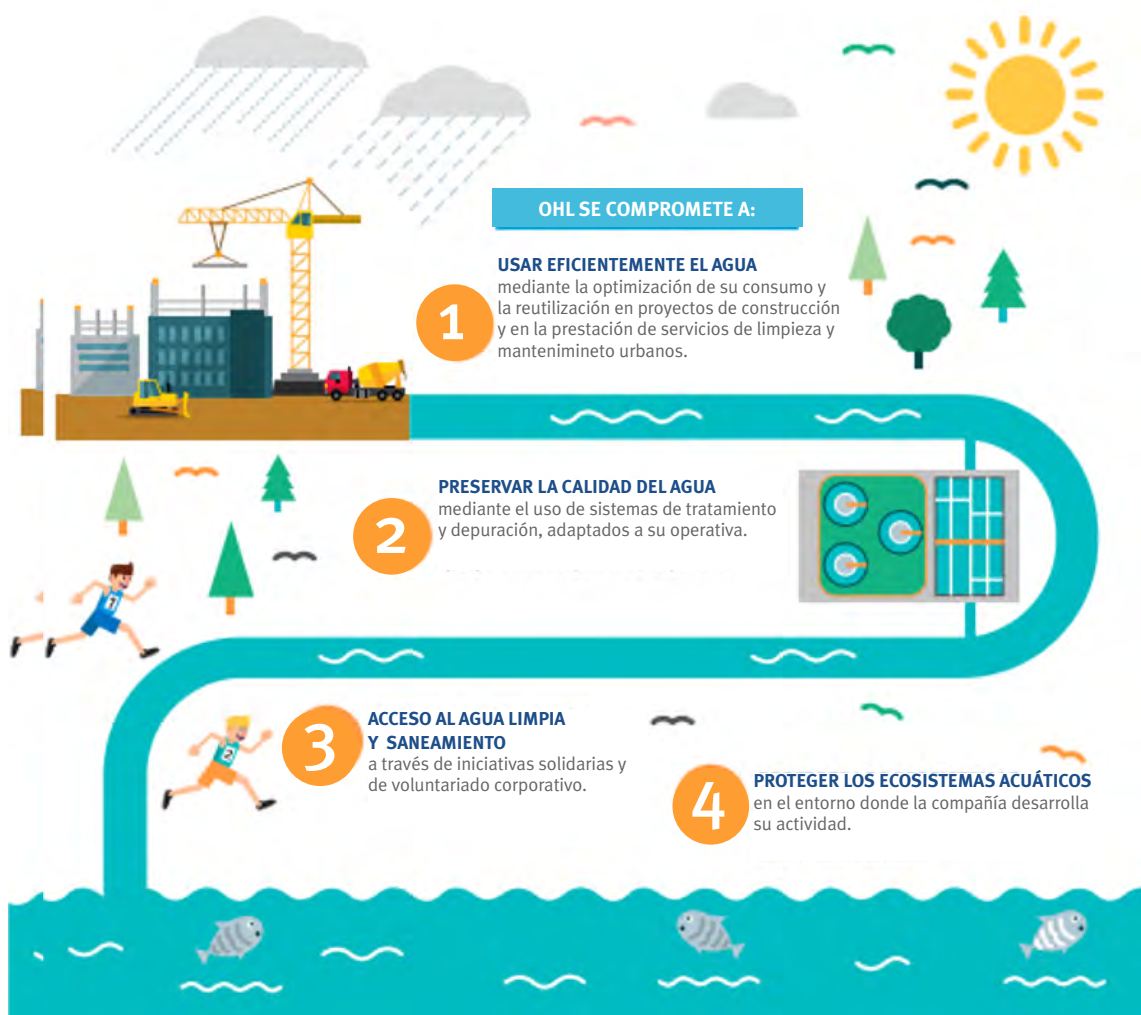 OHL SE COMPROMETE A:
1
USAR EFICIENTEMENTE EL AGUA
mediante la optimización de su consumo y
la reutilización en proyectos de construcción
y en la prestación de servicios de limpieza y
mantenimineto urbanos.
2
PRESERVAR LA CALIDAD DEL AGUA
mediante el uso de sistemas de tratamiento
y depuración, adaptados a su operativa.
1
3
ACCESO AL AGUA LIMPIA
Y SANEAMIENTO
a través de iniciativas solidarias y
de voluntariado corporativo.
2
4
PROTEGER LOS ECOSISTEMAS ACUÁTICOS
en el entorno donde la compañía desarrolla
su actividad.